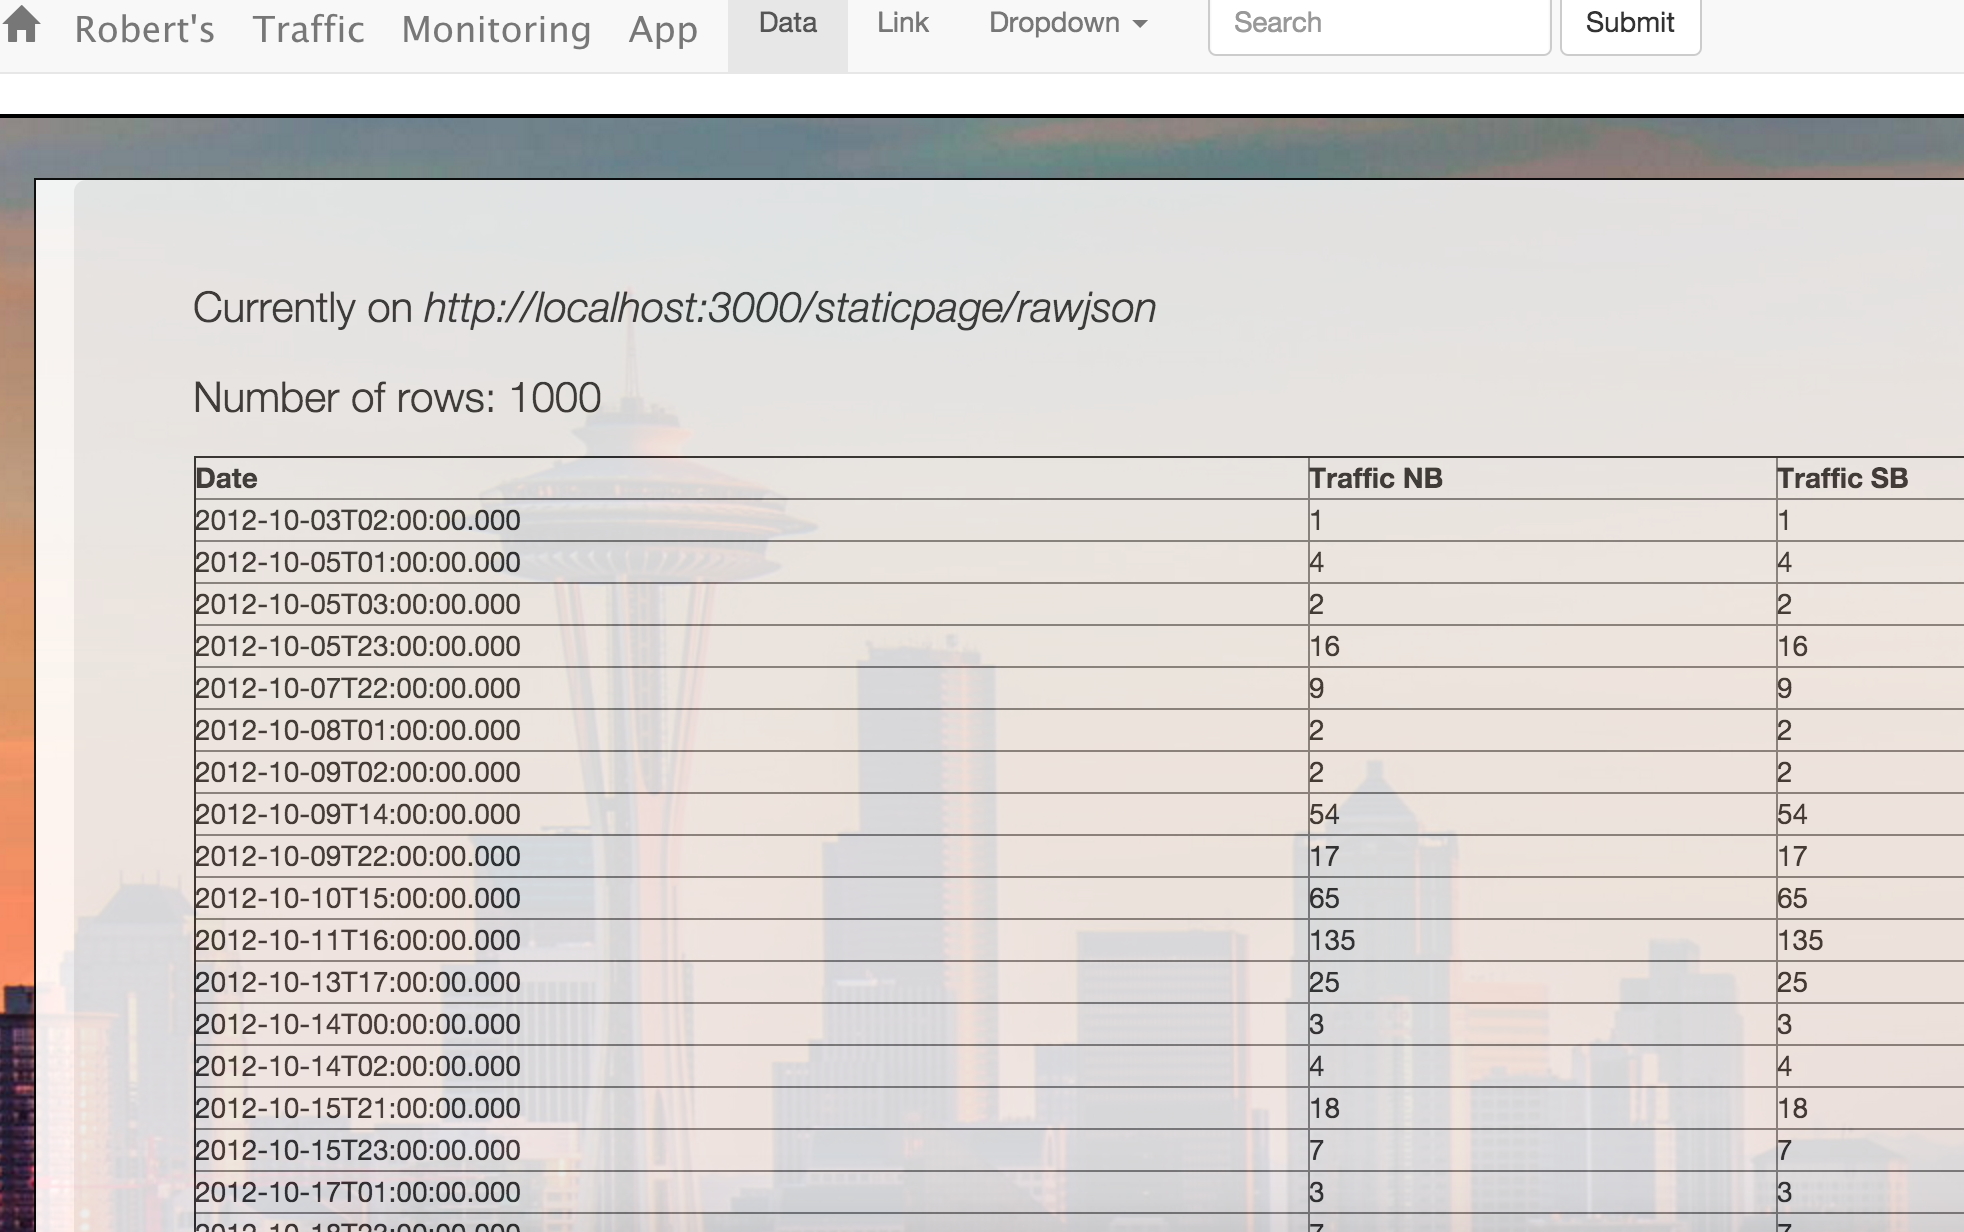 Robert's Traffic Monitoring App Data Link Dropdown Search Submit
Currently on http://localhost:3000/staticpage/rawjson
Number of rows: 1000
Date Traffic NB Traffic SB
2012-10-03T02:00:00.000 1 1
2012-10-05T01:00:00.000 4 4
2012-10-05T03:00:00.000 2 2
2012-10-05T23:00:00.000 16 16
2012-10-07T22:00:00.000 9 9
2012-10-08T01:00:00.000 2 2
2012-10-09T02:00:00.000 2 2
2012-10-09T14:00:00.000 54 54
2012-10-09T22:00:00.000 17 17
2012-10-10T15:00:00.000 65 65
2012-10-11T16:00:00.000 135 135
2012-10-13T17:00:00.000 25 25
2012-10-14T00:00:00.000 3 3
2012-10-14T02:00:00.000 4 4
2012-10-15T21:00:00.000 18 18
2012-10-15T23:00:00.000 7 7
2012-10-17T01:00:00.000 3 3